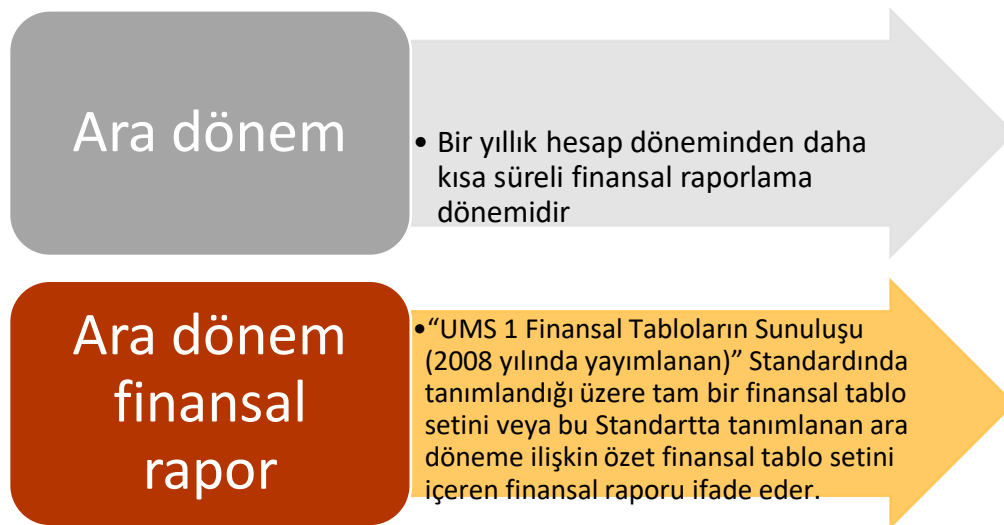 Ara dönem
• Bir yıllık hesap döneminden daha
kısa süreli finansal raporlama
dönemidir
Ara dönem
finansal
rapor
•“UMS 1 Finansal Tabloların Sunuluşu
(2008 yılında yayımlanan)” Standardında
tanımlandığı üzere tam bir finansal tablo
setini veya bu Standartta tanımlanan ara
döneme ilişkin özet finansal tablo setini
içeren finansal raporu ifade eder.